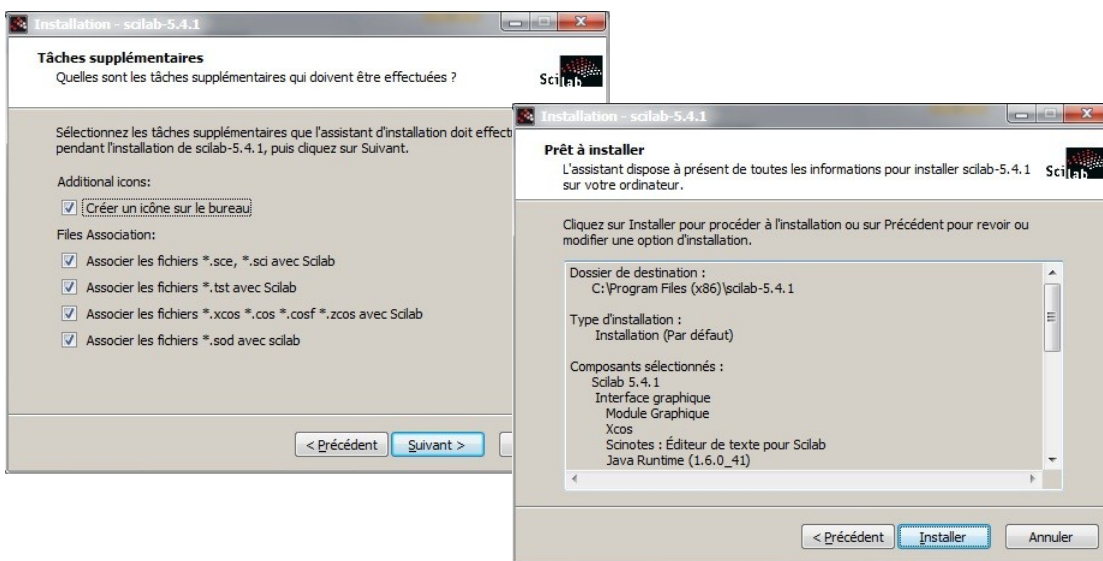 Installation - scilab-5.4.1
Tâches supplémentaires
Quelles sont les tâches supplémentaires qui doivent être effectuées ?
Scilab
Sélectionnez les tâches supplémentaires que l'assistant d'installation doit effect
pendant l'installation de scilab-5.4.1, puis cliquez sur Suivant.
Additional icons:
Créer un icône sur le bureau
Files Association:
Associer les fichiers *.sce, *.sci avec Scilab
Associer les fichiers *.tst avec Scilab
Associer les fichiers *.xcos *.cos *.cosf *.zcos avec Scilab
Associer les fichiers *.sod avec scilab
< Précédent
Suivant >
Installation - scilab-5.4.1
Prêt à installer
L'assistant dispose à présent de toutes les informations pour installer scilab-5.4.1
sur votre ordinateur.
Scilab
Cliquez sur Installer pour procéder à l'installation ou sur Précédent pour revoir ou
modifier une option d'installation.
Dossier de destination :
C:\Program Files (x86)\scilab-5.4.1
Type d'installation :
Installation (Par défaut)
Composants sélectionnés :
Scilab 5.4.1
Interface graphique
Module Graphique
Xcos
Scinotes : Éditeur de texte pour Scilab
Java Runtime (1.6.0_41)
< Précédent
Installer
Annuler